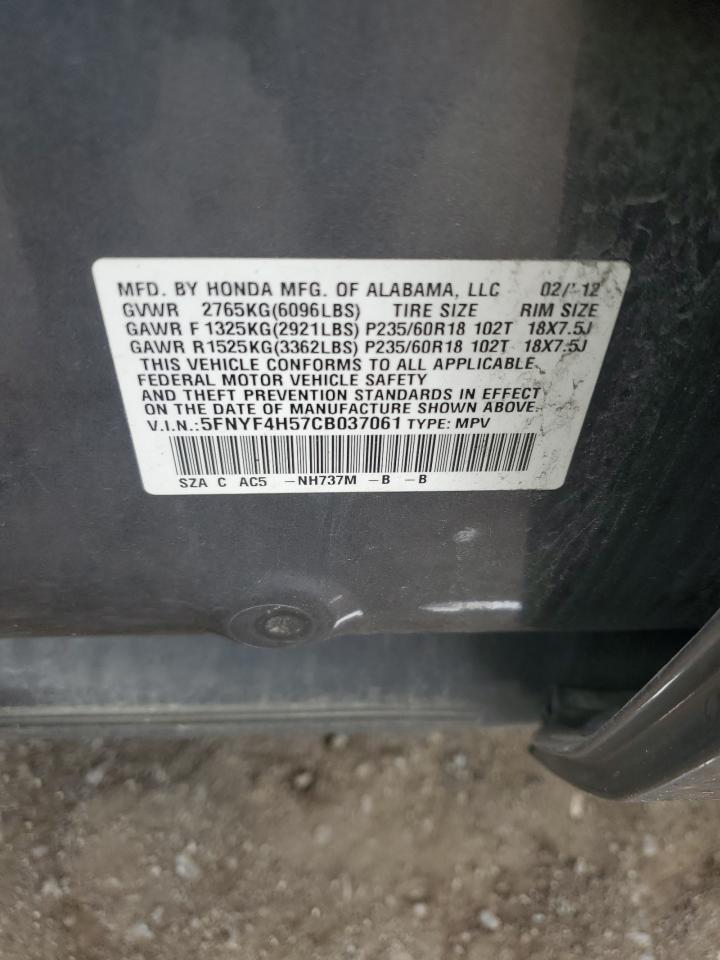 MFD. BY HONDA MFG. OF ALABAMA, LLC 02/12
GVWR 2765KG(6096LBS) TIRE SIZE RIM SIZE
GAWR F 1325KG(2921LBS) P235/60R18 102T 18X7.5J
GAWR R1525KG(3362LBS) P235/60R18 102T 18X7.5J
THIS VEHICLE CONFORMS TO ALL APPLICABLE
FEDERAL MOTOR VEHICLE SAFETY
AND THEFT PREVENTION STANDARDS IN EFFECT
ON THE DATE OF MANUFACTURE SHOWN ABOVE.
V.I.N.:5FNYF4H57CB037061 TYPE: MPV
SZA C AC5 -NH737M -B -B